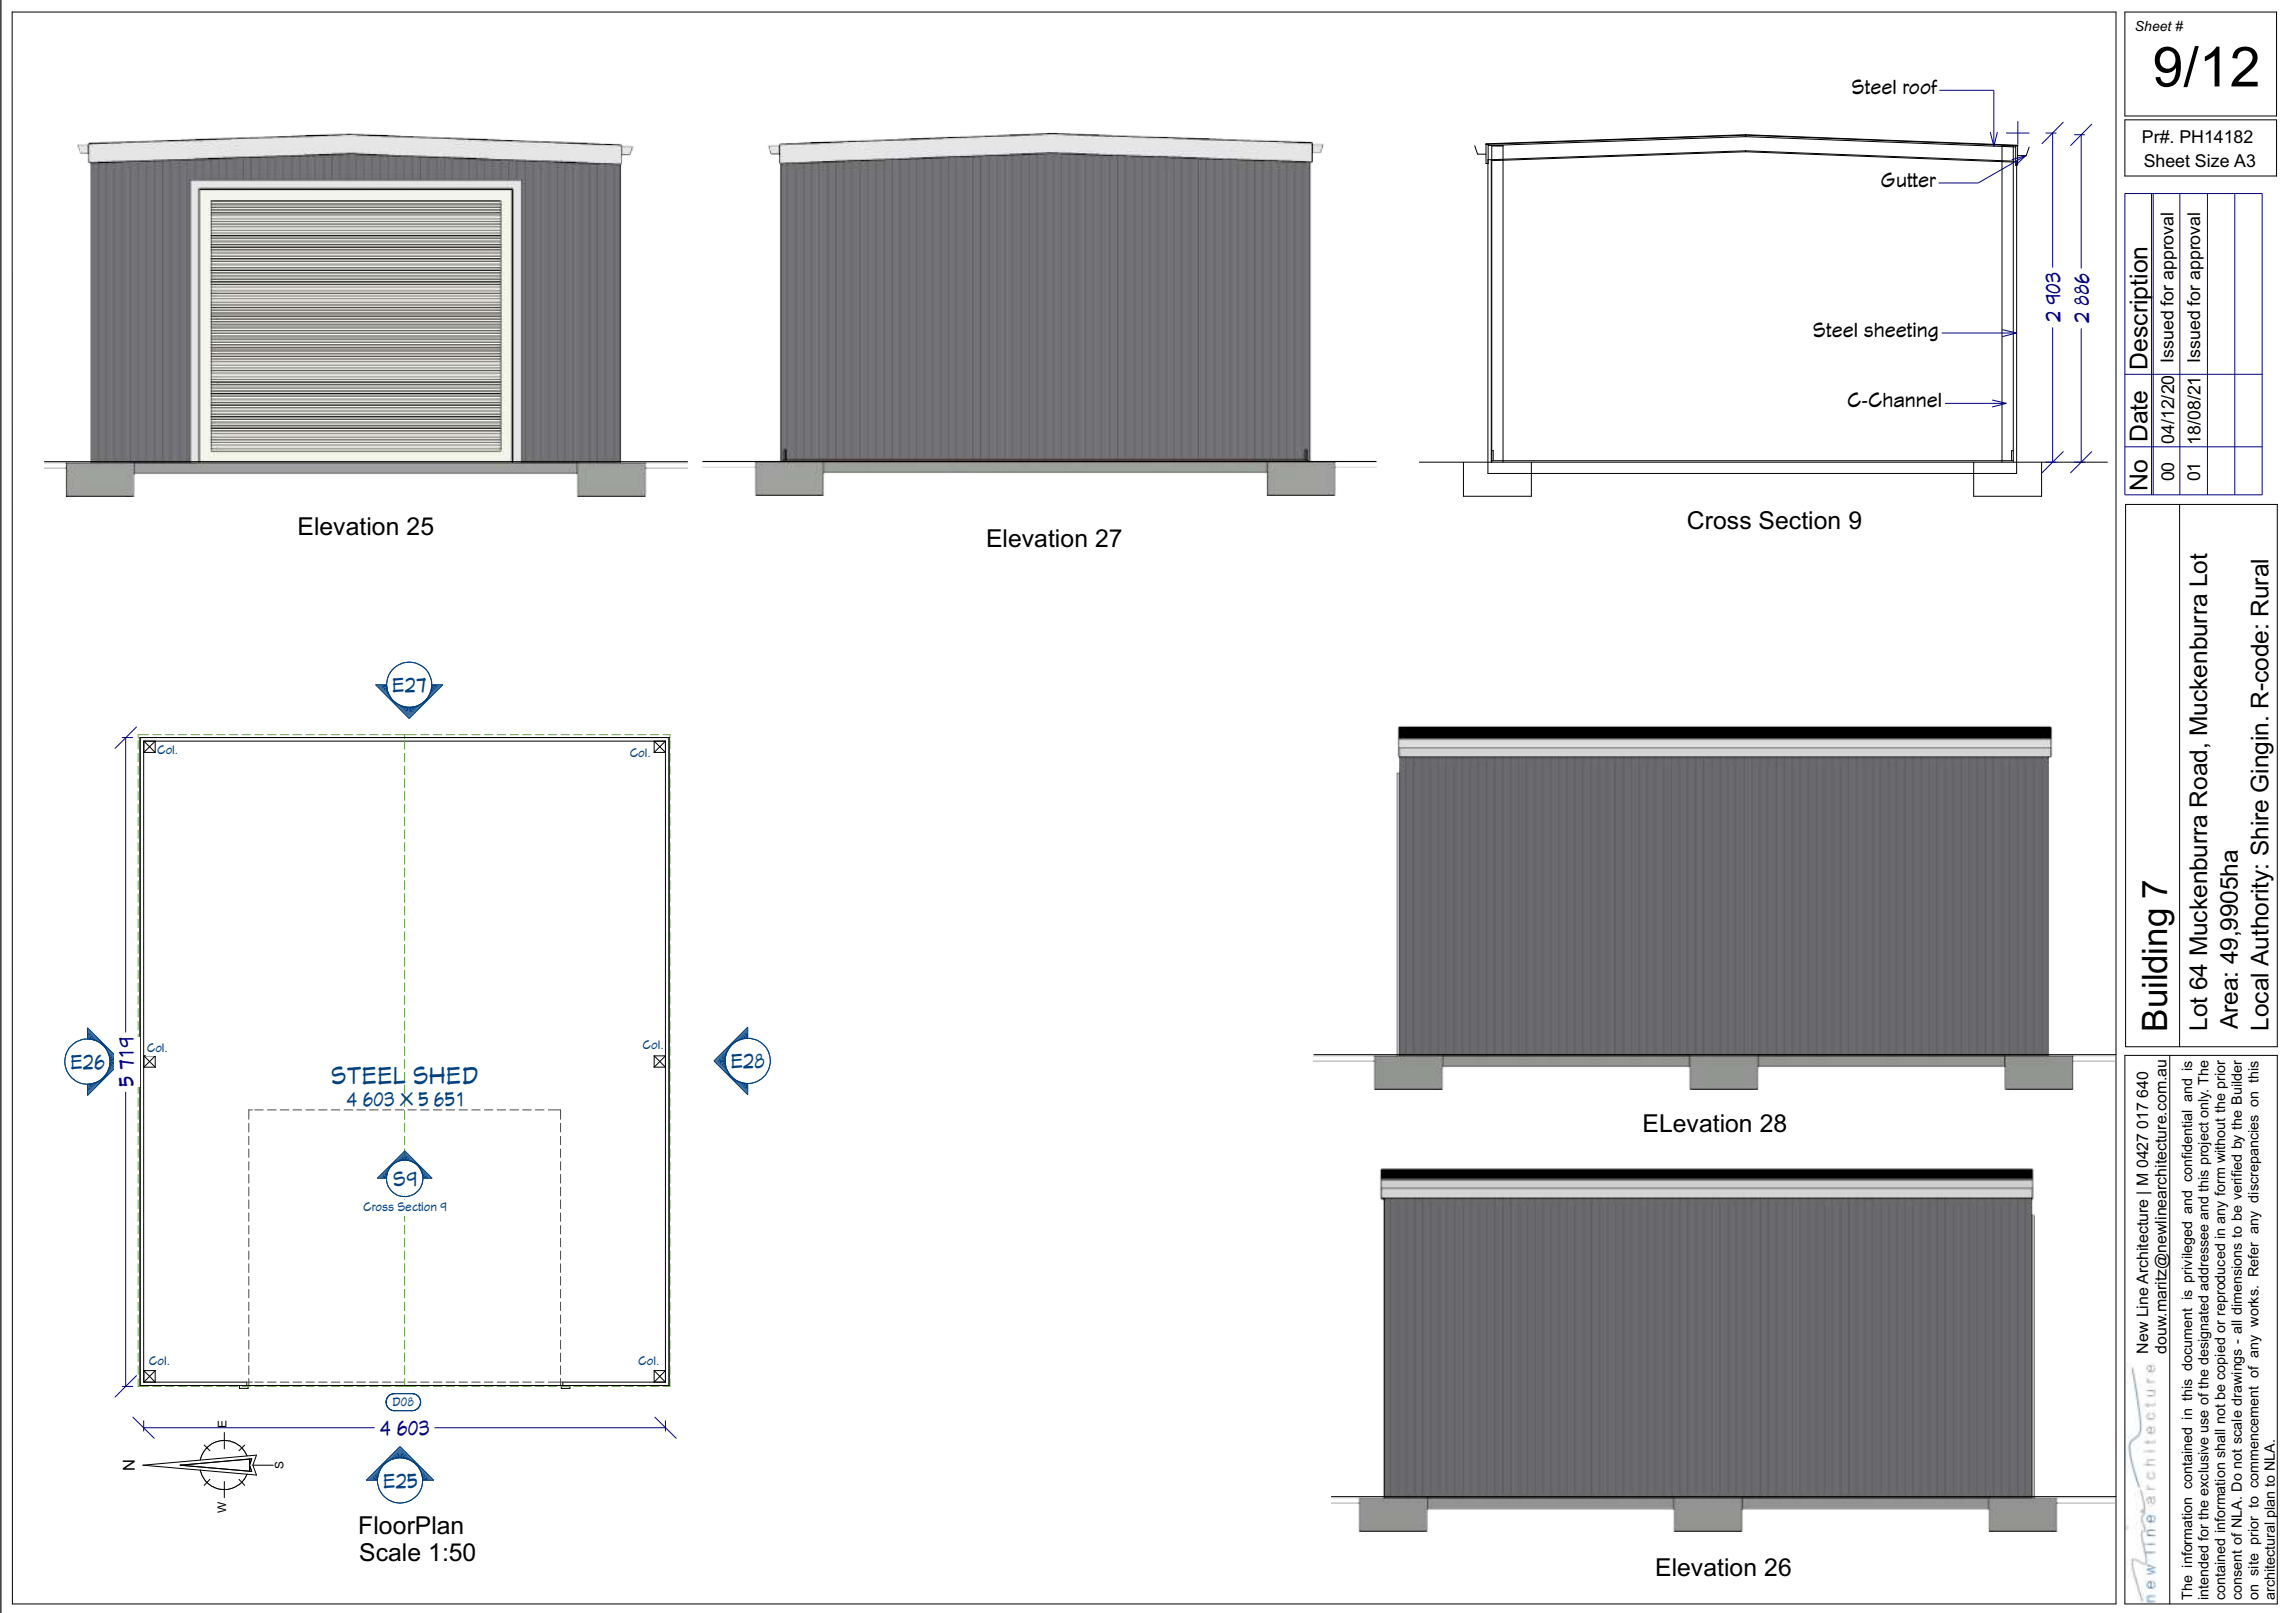 Sheet #
9/12
Pr#. PH14182
Sheet Size A3
No Date Description
00 04/12/20 Issued for approval
01 18/08/21 Issued for approval
Building 7
Lot 64 Muckenburra Road, Muckenburra Lot
Area: 49,9905ha
Local Authority: Shire Gingin. R-code: Rural
New Line Architecture | M 0427 017 640
douw.maritz@newlinearchitecture.com.au
new line architecture
The information contained in this document is privileged and confidential and is
intended for the exclusive use of the designated addressee and this project only. The
contained information shall not be copied or reproduced in any form without the prior
consent of NLA. Do not scale drawings - all dimensions to be verified by the Builder
on site prior to commencement of any works. Refer any discrepancies on this
architectural plan to NLA.
Elevation 25
Elevation 27
Steel roof
Gutter
Steel sheeting
C-Channel
2 903
2 886
Cross Section 9
E27
Col.
Col.
E26
5 719
Col.
Col.
E28
STEEL SHED
4 603 X 5 651
S9
Cross Section 9
Col.
Col.
D08
4 603
N
E
S
W
E25
FloorPlan
Scale 1:50
ELevation 28
Elevation 26